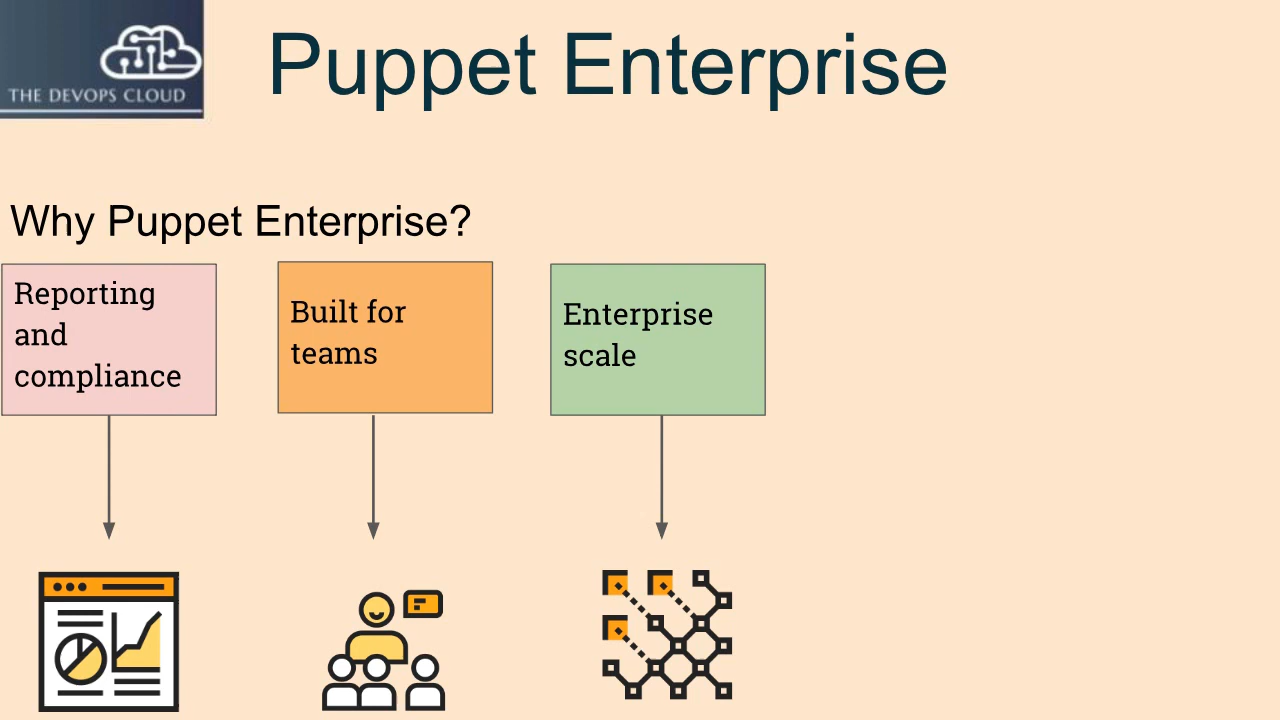 THE DEVOPS CLOUD
Puppet Enterprise
Why Puppet Enterprise?
Reporting
and
compliance
Built for
teams
Enterprise
scale